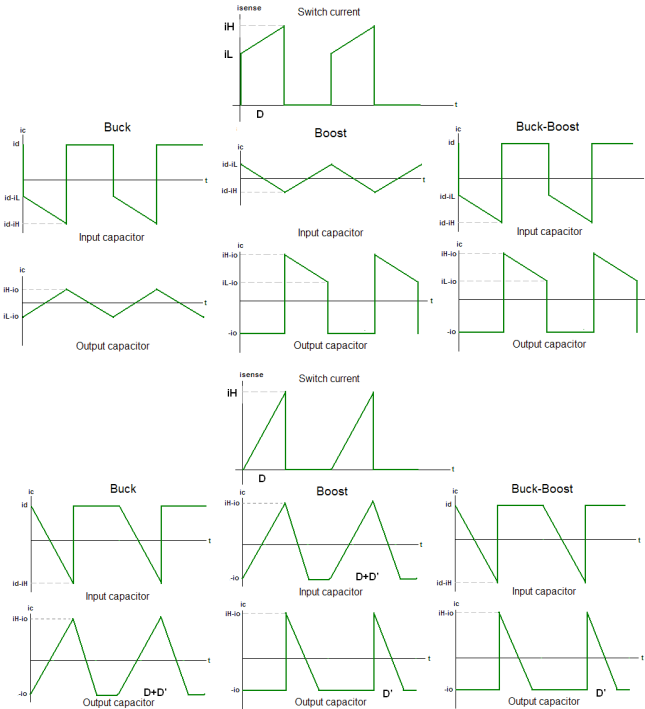 isense
Switch current
iH
iL
t
D
Buck
Boost
Buck-Boost
ic
id
t
id-iL
id-iH
Input capacitor
ic
id-iL
t
id-iH
Input capacitor
ic
id
t
id-iL
id-iH
Input capacitor
ic
iH-io
t
iL-io
Output capacitor
ic
iH-io
iL-io
t
-io
Output capacitor
ic
iH-io
iL-io
t
-io
Output capacitor
isense
Switch current
iH
t
D
Buck
Boost
Buck-Boost
ic
id
t
id-iH
Input capacitor
ic
iH-io
t
-io
D+D'
Input capacitor
ic
id
t
id-iH
Input capacitor
ic
iH-io
t
-io
D+D'
Output capacitor
ic
iH-io
t
-io
D'
Output capacitor
ic
iH-io
t
-io
D'
Output capacitor